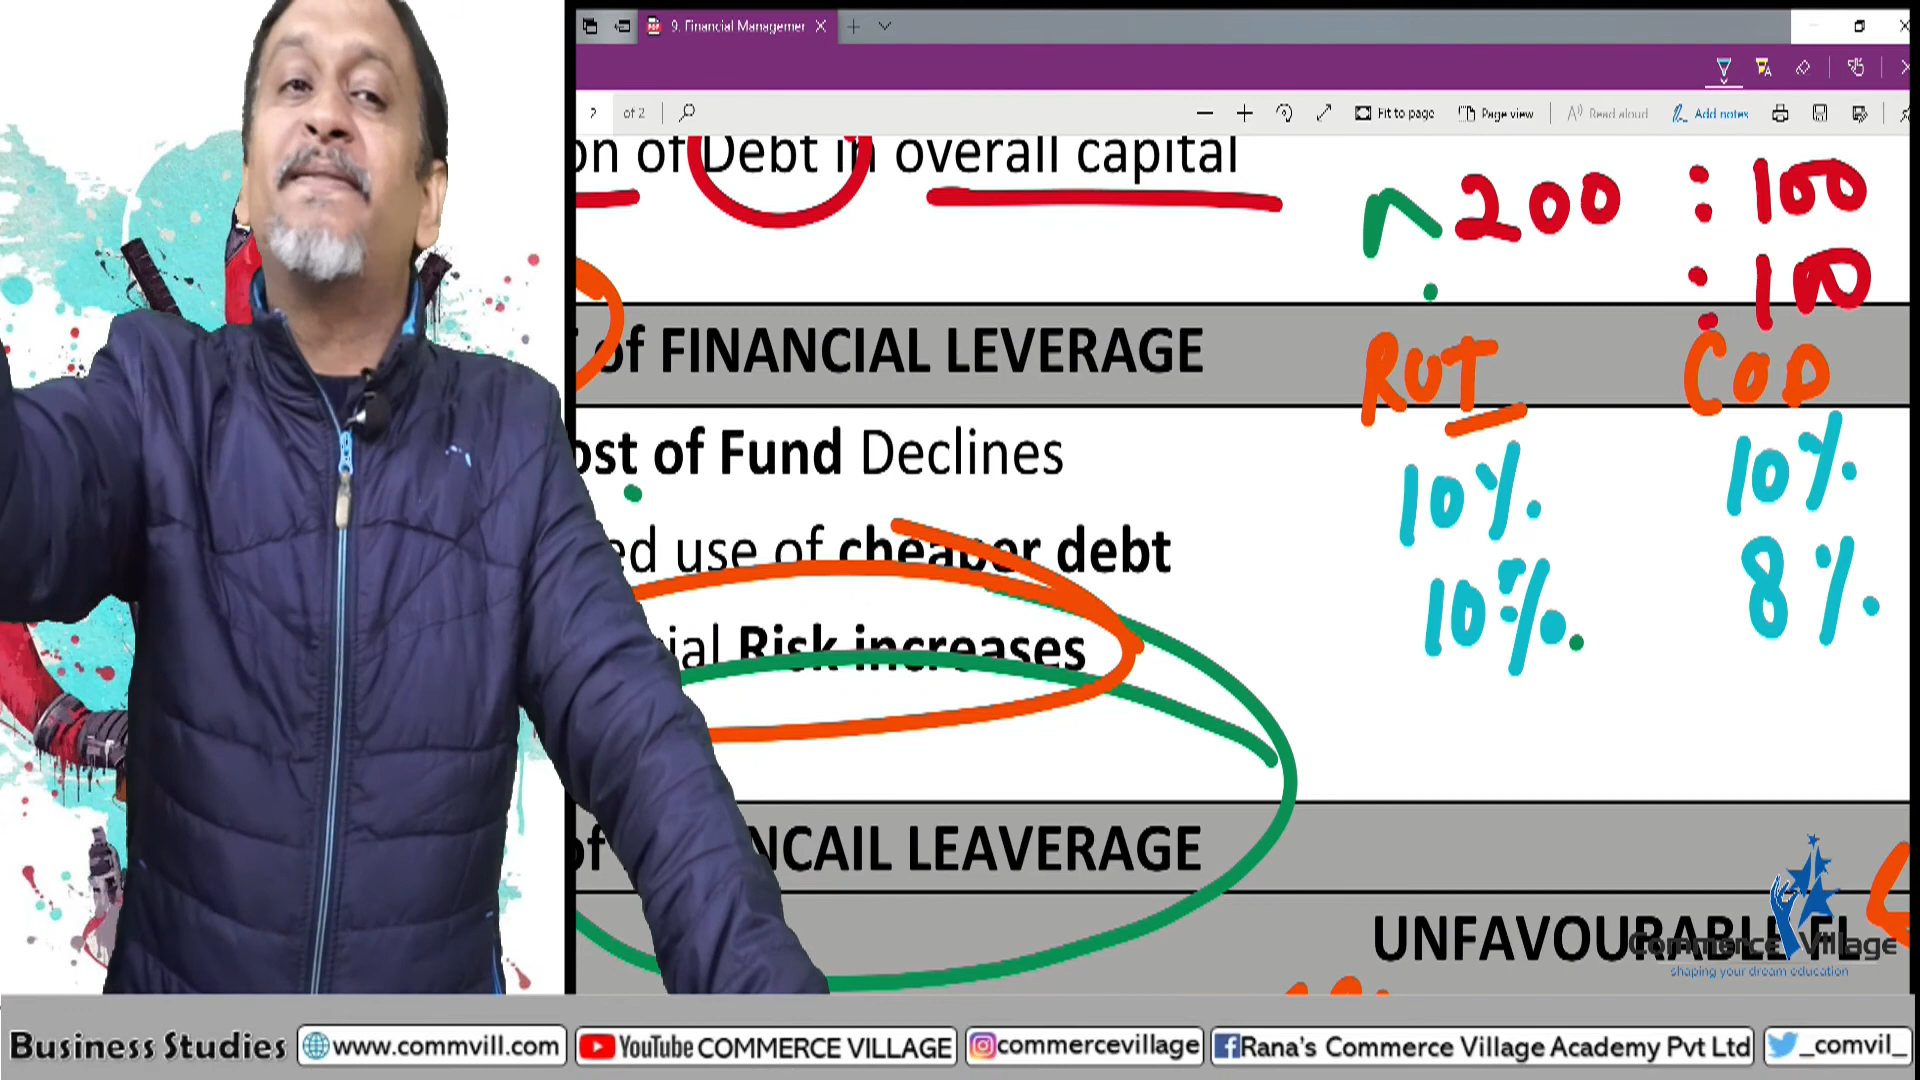 9. Financial Managemer
2 of 2
Fit to page
Page view
Read aloud
Add notes
on of Debt in overall capital
200 : 100
: 100
of FINANCIAL LEVERAGE
ROI COD
ost of Fund Declines
10% 10%
ed use of cheaper debt
10% 8%
ial Risk increases
of NCAIL LEAVERAGE
UNFAVOURABLE FL
Commerce Village
shaping your dream education
Business Studies
www.commvill.com
YouTube COMMERCE VILLAGE
commercevillage
Rana's Commerce Village Academy Pvt Ltd
_comvil_